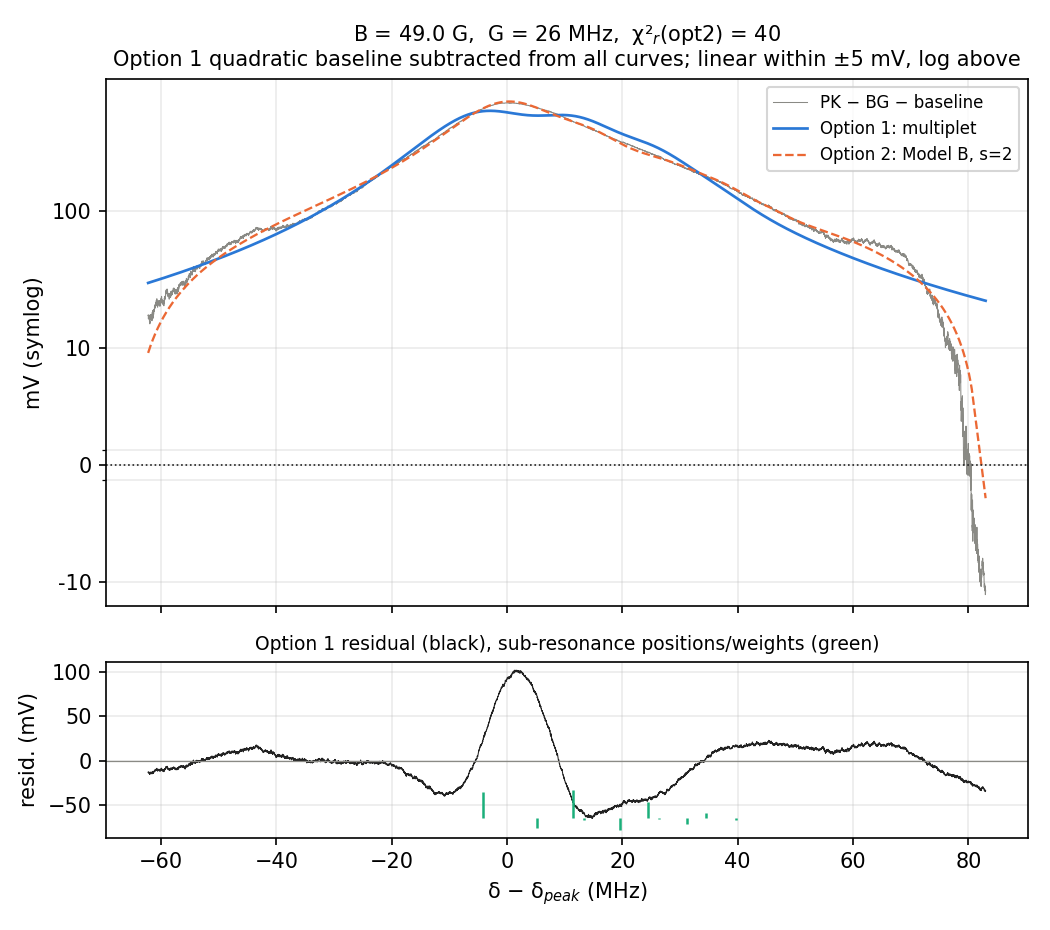 B = 49.0 G, G = 26 MHz, χ²ᵣ(opt2) = 40
Option 1 quadratic baseline subtracted from all curves; linear within ±5 mV, log above
PK − BG − baseline
Option 1: multiplet
Option 2: Model B, s=2
mV (symlog)
100
10
0
-10
Option 1 residual (black), sub-resonance positions/weights (green)
resid. (mV)
100
50
0
−50
−60 −40 −20 0 20 40 60 80
δ − δpeak (MHz)